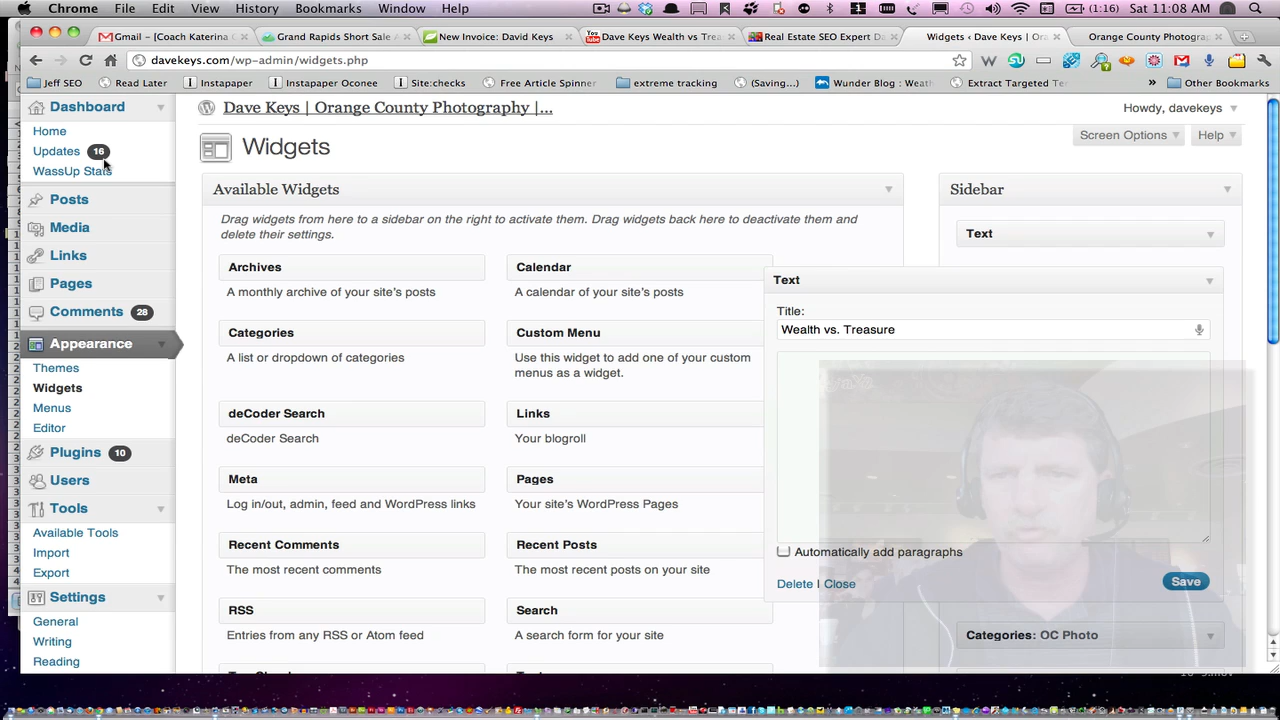 Chrome File Edit View History Bookmarks Window Help 1 (1:16) Sat 11:08 AM
Gmail – [Coach Katerina Grand Rapids Short Sale New Invoice: David Keys Dave Keys Wealth vs Treas Real Estate SEO Expert Da Widgets ‹ Dave Keys | Oran Orange County Photograp
davekeys.com/wp-admin/widgets.php
Jeff SEO Read Later Instapaper Instapaper Site:checks Free Article Spinner extreme tracking (Saving...) Wunder Blog : Weath Extract Targeted Ter » Other Bookmarks
Dashboard
Home
Updates 16
WassUp Stats
Posts
Media
Links
Pages
Comments 28
Appearance
Themes
Widgets
Menus
Editor
Plugins 10
Users
Tools
Available Tools
Import
Export
Settings
General
Writing
Reading
Dave Keys | Orange County Photography |...
Howdy, davekeys
Screen Options Help
Widgets
Available Widgets
Drag widgets from here to a sidebar on the right to activate them. Drag widgets back here to deactivate them and
delete their settings.
Archives
A monthly archive of your site's posts
Calendar
A calendar of your site's posts
Categories
A list or dropdown of categories
Custom Menu
Use this widget to add one of your custom
menus as a widget.
deCoder Search
deCoder Search
Links
Your blogroll
Meta
Log in/out, admin, feed and WordPress links
Pages
Your site's WordPress Pages
Recent Comments
The most recent comments
Recent Posts
The most recent posts on your site
RSS
Entries from any RSS or Atom feed
Search
A search form for your site
Sidebar
Text
Text
Title:
Wealth vs. Treasure
Automatically add paragraphs
Delete | Close
Save
Categories: OC Photo